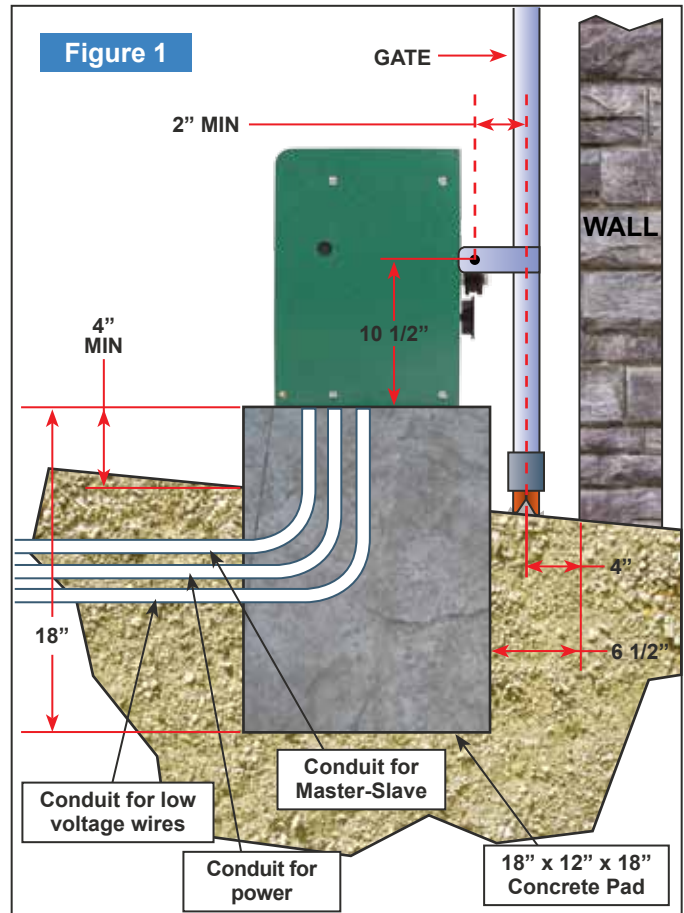 Figure 1
GATE
2” MIN
WALL
10 1/2”
4”
MIN
4”
18”
6 1/2”
Conduit for
Master-Slave
Conduit for low
voltage wires
Conduit for
power
18” x 12” x 18”
Concrete Pad